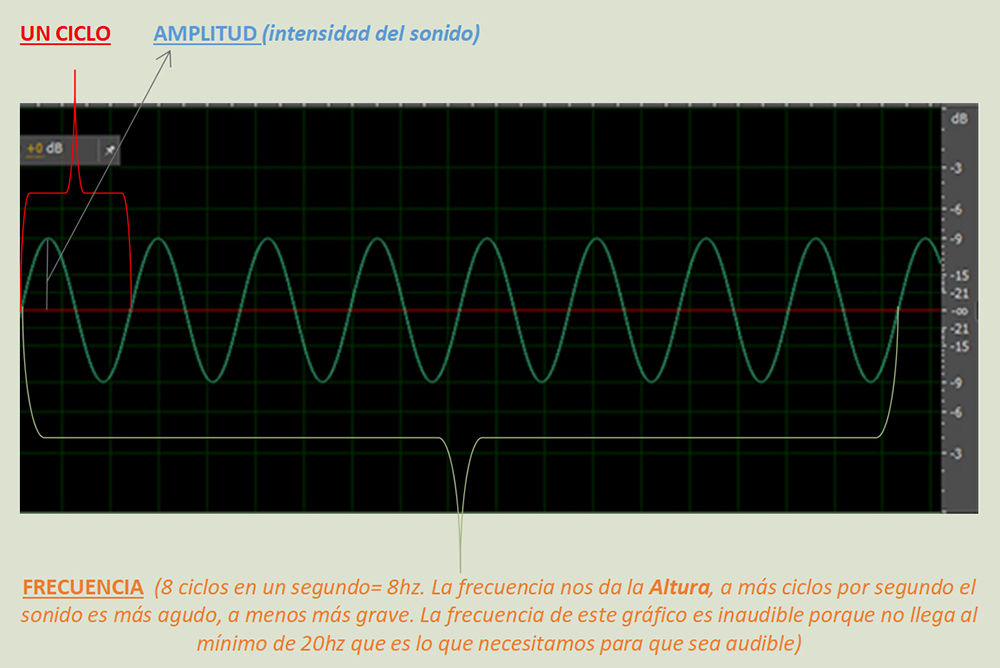 UN CICLO AMPLITUD (intensidad del sonido)
dB
+0 dB
-3
-6
-9
-15
-21
-∞
-21
-15
-9
-6
-3
FRECUENCIA (8 ciclos en un segundo= 8hz. La frecuencia nos da la Altura, a más ciclos por segundo el
sonido es más agudo, a menos más grave. La frecuencia de este gráfico es inaudible porque no llega al
mínimo de 20hz que es lo que necesitamos para que sea audible)